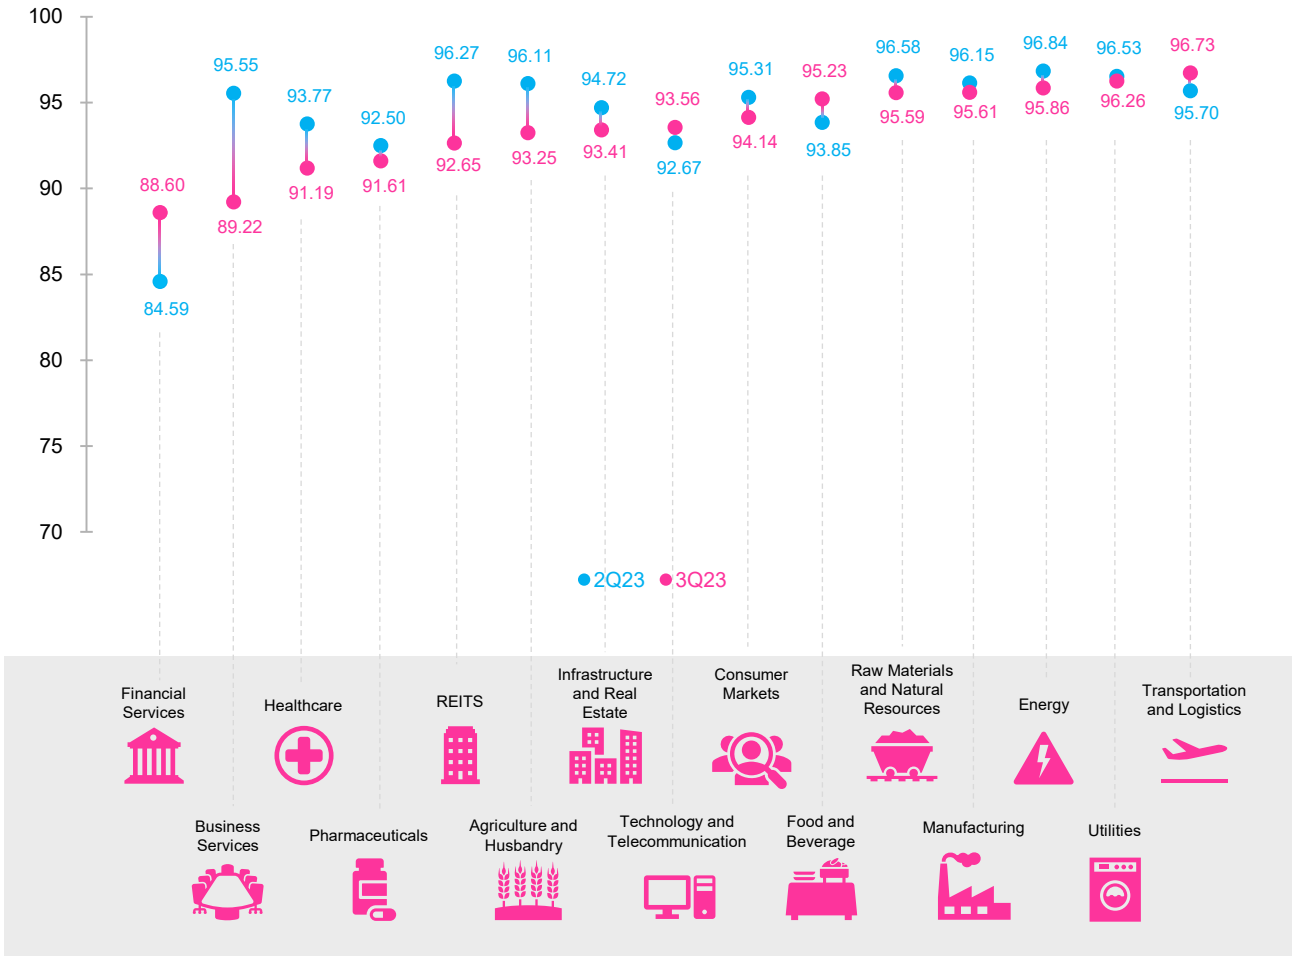 100
95
90
85
80
75
70
88.60
84.59
95.55
89.22
93.77
91.19
92.50
91.61
96.27
92.65
96.11
93.25
94.72
93.41
93.56
92.67
95.31
94.14
95.23
93.85
96.58
95.59
96.15
95.61
96.84
95.86
96.53
96.26
96.73
95.70
2Q23
3Q23
Financial
Services
Healthcare
REITS
Infrastructure
and Real
Estate
Consumer
Markets
Raw Materials
and Natural
Resources
Energy
Transportation
and Logistics
Business
Services
Pharmaceuticals
Agriculture and
Husbandry
Technology and
Telecommunication
Food and
Beverage
Manufacturing
Utilities